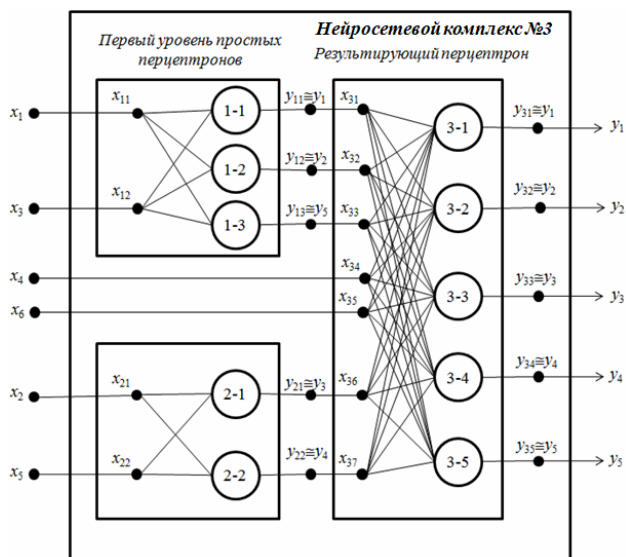 Нейросетевой комплекс №3
Первый уровень простых
перцептронов
Результирующий перцептрон
x1 x11 1-1 y11≅y1 x31 3-1 y31≅y1 y1
1-2 y12≅y2 x32
x3 x12 1-3 y13≅y5 x33 3-2 y32≅y2 y2
x4 x34
x6 x35 3-3 y33≅y3 y3
x2 x21 2-1 y21≅y3 x36 3-4 y34≅y4 y4
x5 x22 2-2 y22≅y4 x37 3-5 y35≅y5 y5